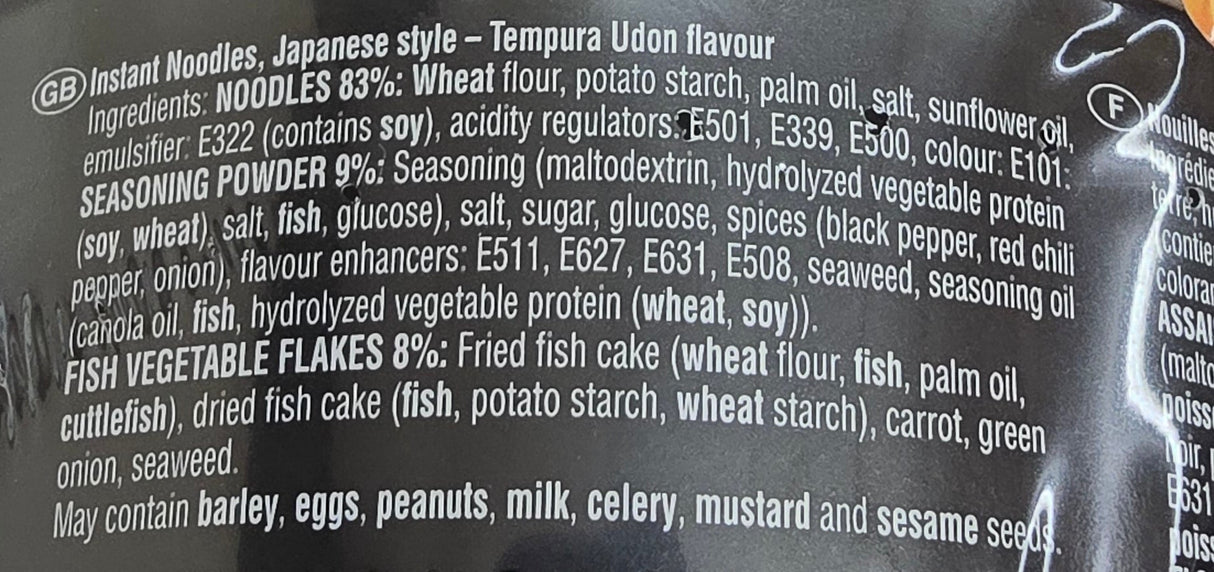 GB Instant Noodles, Japanese style – Tempura Udon flavour
Ingredients: NOODLES 83%: Wheat flour, potato starch, palm oil, salt, sunflower oil,
emulsifier: E322 (contains soy), acidity regulators: E501, E339, E500, colour: E101.
SEASONING POWDER 9%: Seasoning (maltodextrin, hydrolyzed vegetable protein
(soy, wheat), salt, fish, glucose), salt, sugar, glucose, spices (black pepper, red chili
pepper, onion), flavour enhancers: E511, E627, E631, E508, seaweed, seasoning oil
(canola oil, fish, hydrolyzed vegetable protein (wheat, soy)).
FISH VEGETABLE FLAKES 8%: Fried fish cake (wheat flour, fish, palm oil,
cuttlefish), dried fish cake (fish, potato starch, wheat starch), carrot, green
onion, seaweed.
May contain barley, eggs, peanuts, milk, celery, mustard and sesame seeds.
F
E631